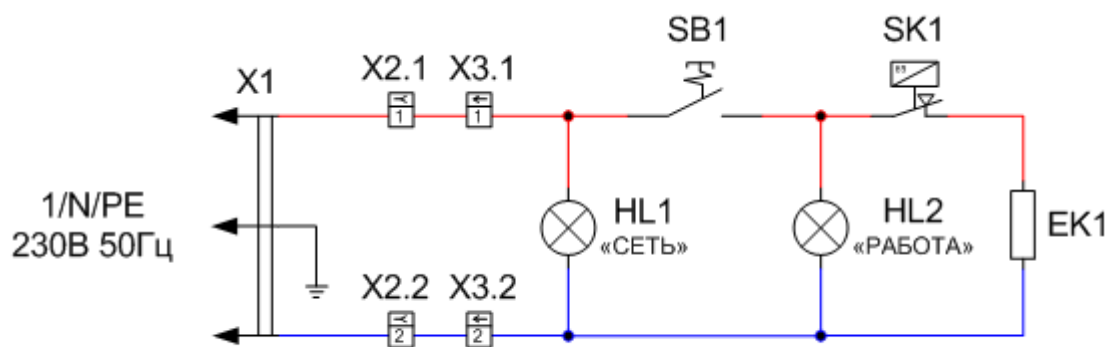 SB1
SK1
X1
X2.1
X3.1
1
1
1/N/PE
230В 50Гц
HL1
«СЕТЬ»
HL2
«РАБОТА»
EK1
X2.2
X3.2
2
2